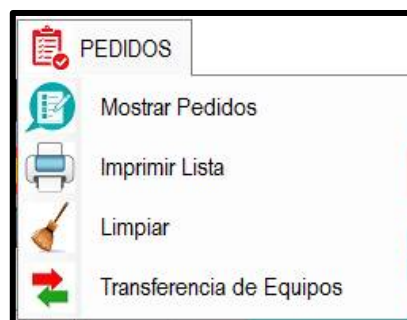 PEDIDOS
Mostrar Pedidos
Imprimir Lista
Limpiar
Transferencia de Equipos